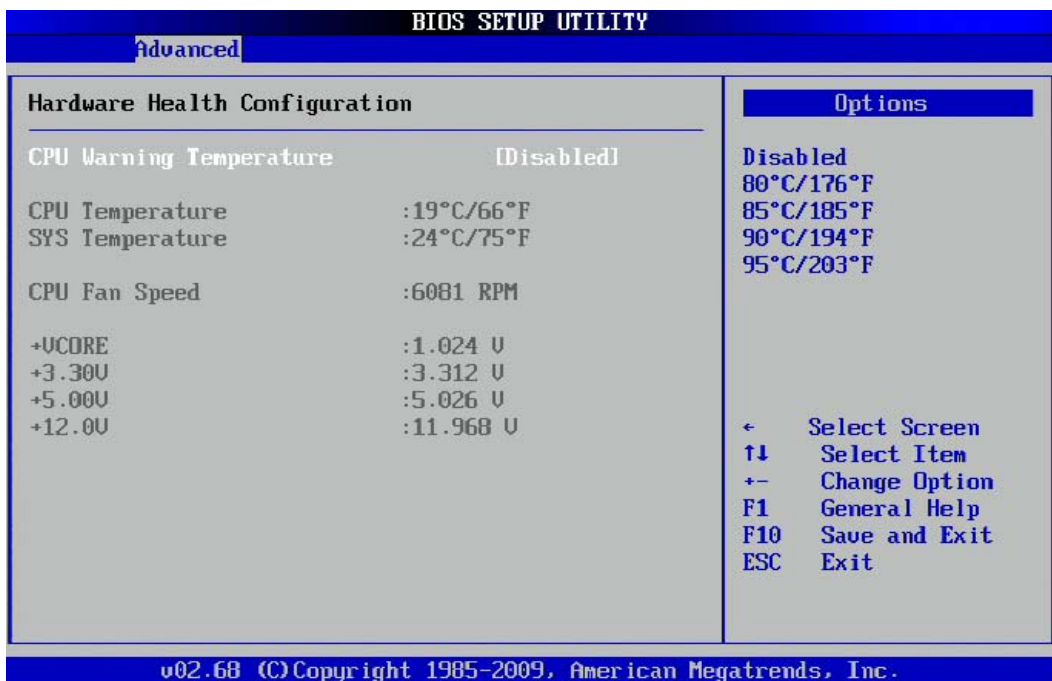 BIOS SETUP UTILITY
Advanced
Hardware Health Configuration
CPU Warning Temperature [Disabled]
CPU Temperature :19°C/66°F
SYS Temperature :24°C/75°F
CPU Fan Speed :6081 RPM
+VCORE :1.024 V
+3.30V :3.312 V
+5.00V :5.026 V
+12.0V :11.968 V
Options
Disabled
80°C/176°F
85°C/185°F
90°C/194°F
95°C/203°F
← Select Screen
↑↓ Select Item
+- Change Option
F1 General Help
F10 Save and Exit
ESC Exit
v02.68 (C)Copyright 1985-2009, American Megatrends, Inc.